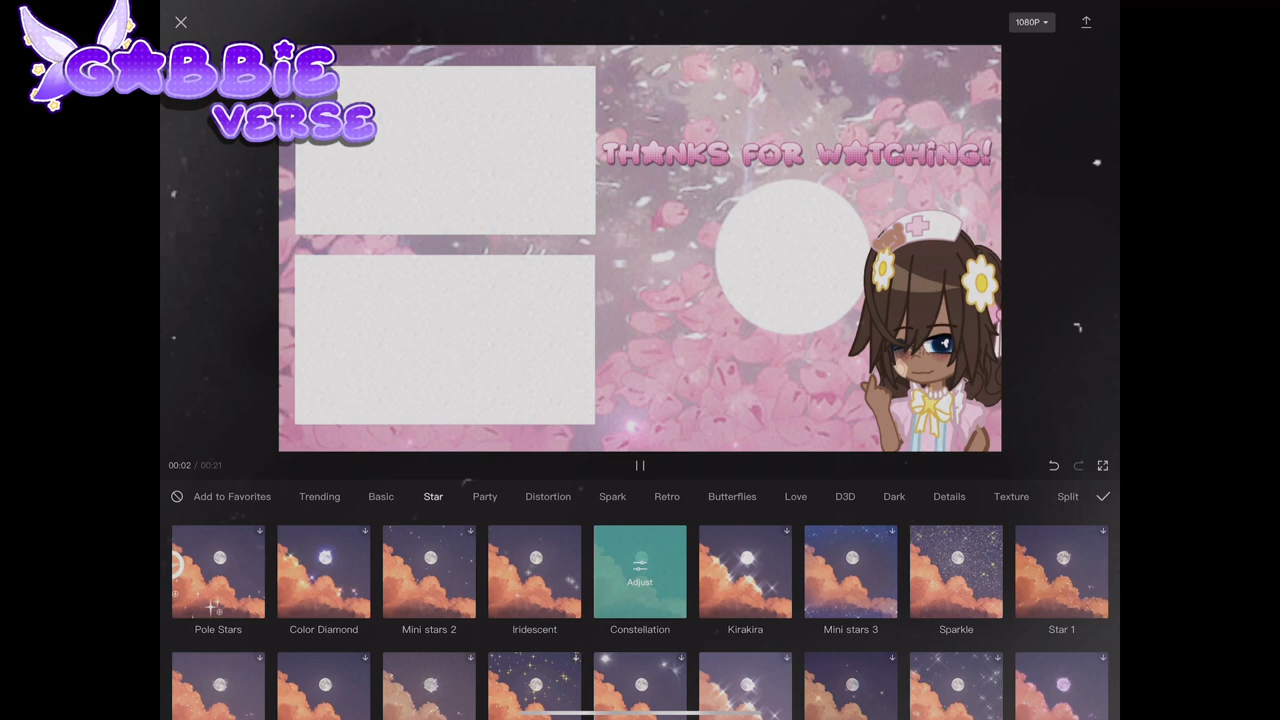 1080P
GABBiE
VERSE
THANKS FOR WATCHiNG!
00:02 / 00:21
Add to Favorites Trending Basic Star Party Distortion Spark Retro Butterflies Love D3D Dark Details Texture Split
Adjust
Pole Stars Color Diamond Mini stars 2 Iridescent Constellation Kirakira Mini stars 3 Sparkle Star 1